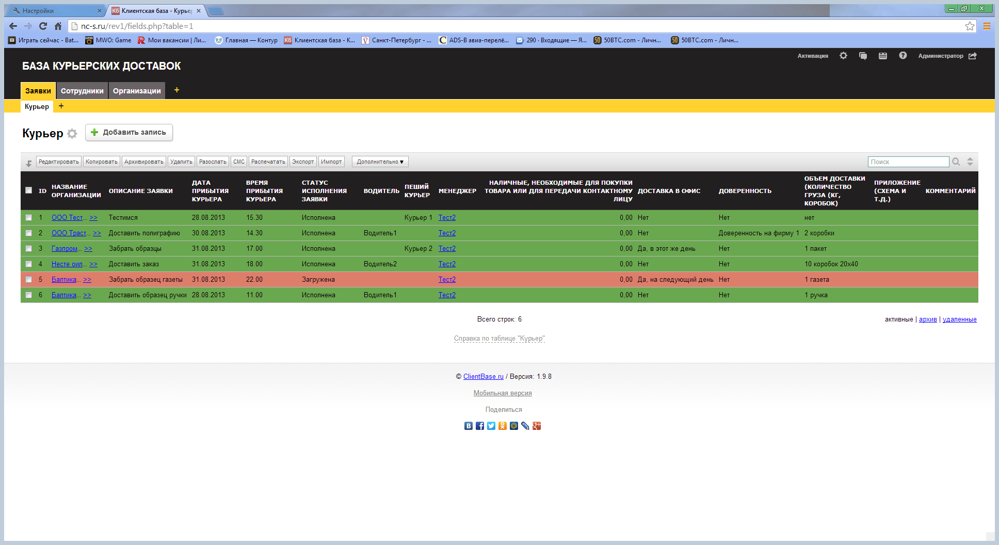 Настройки
Клиентская база - Курье
nc-s.ru/rev1/fields.php?table=1
Играть сейчас - Bat... MWO: Game Мои вакансии | Ли... Главная — Контур Клиентская база - К... Санкт-Петербург - ... ADS-B авиа-перелё... 290 · Входящие — Я... 50BTC.com - Личн... 50BTC.com - Личн...
Активация Администратор
БАЗА КУРЬЕРСКИХ ДОСТАВОК
Заявки Сотрудники Организации +
Курьер +
Курьер Добавить запись
Редактировать Копировать Архивировать Удалить Разослать СМС Распечатать Экспорт Импорт Дополнительно ▼ Поиск
ID
НАЗВАНИЕ
ОРГАНИЗАЦИИ
ОПИСАНИЕ ЗАЯВКИ
ДАТА
ПРИБЫТИЯ
КУРЬЕРА
ВРЕМЯ
ПРИБЫТИЯ
КУРЬЕРА
СТАТУС
ИСПОЛНЕНИЯ
ЗАЯВКИ
ВОДИТЕЛЬ
ПЕШИЙ
КУРЬЕР
МЕНЕДЖЕР
НАЛИЧНЫЕ, НЕОБХОДИМЫЕ ДЛЯ ПОКУПКИ
ТОВАРА ИЛИ ДЛЯ ПЕРЕДАЧИ КОНТАКТНОМУ
ЛИЦУ
ДОСТАВКА В ОФИС
ДОВЕРЕННОСТЬ
ОБЪЕМ ДОСТАВКИ
(КОЛИЧЕСТВО
ГРУЗА (КГ,
КОРОБОК)
ПРИЛОЖЕНИЕ
(СХЕМА И
Т.Д.)
КОММЕНТАРИЙ
1 ООО Тест... >> Тестимся 28.08.2013 15.30 Исполнена Курьер 1 Тест2 0,00 Нет Нет нет
2 ООО Траст... >> Доставить полиграфию 30.08.2013 14.30 Исполнена Водитель1 Тест2 0,00 Нет Доверенность на фирму 1 2 коробки
3 Газпром... >> Забрать образцы 31.08.2013 17.00 Исполнена Курьер 2 Тест2 0,00 Да, в этот же день Нет 1 пакет
4 Несте оил... >> Доставить заказ 31.08.2013 18.00 Исполнена Водитель2 Тест2 0,00 Нет Нет 10 коробок 20х40
5 Балтика... >> Забрать образец газеты 31.08.2013 22.00 Загружена Тест2 0,00 Да, на следующий день Нет 1 газета
6 Балтика... >> Доставить образец ручки 28.08.2013 11.00 Исполнена Водитель1 Тест2 0,00 Нет Нет 1 ручка
Всего строк: 6 активные | архив | удаленные
Справка по таблице "Курьер"
© ClientBase.ru / Версия: 1.9.8
Мобильная версия
Поделиться